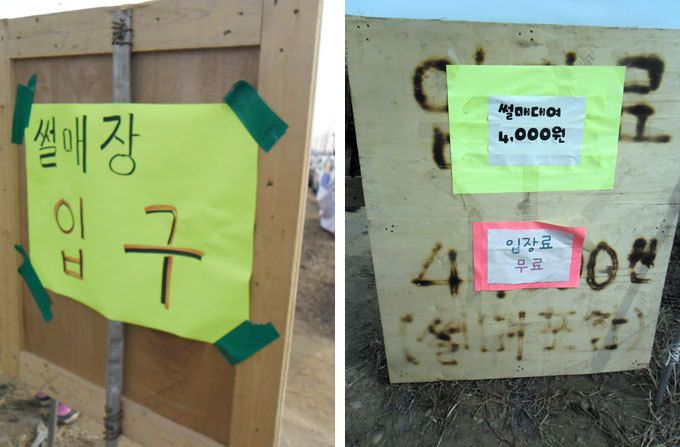 썰매장
입구
썰매대여
4,000원
입장료
무료